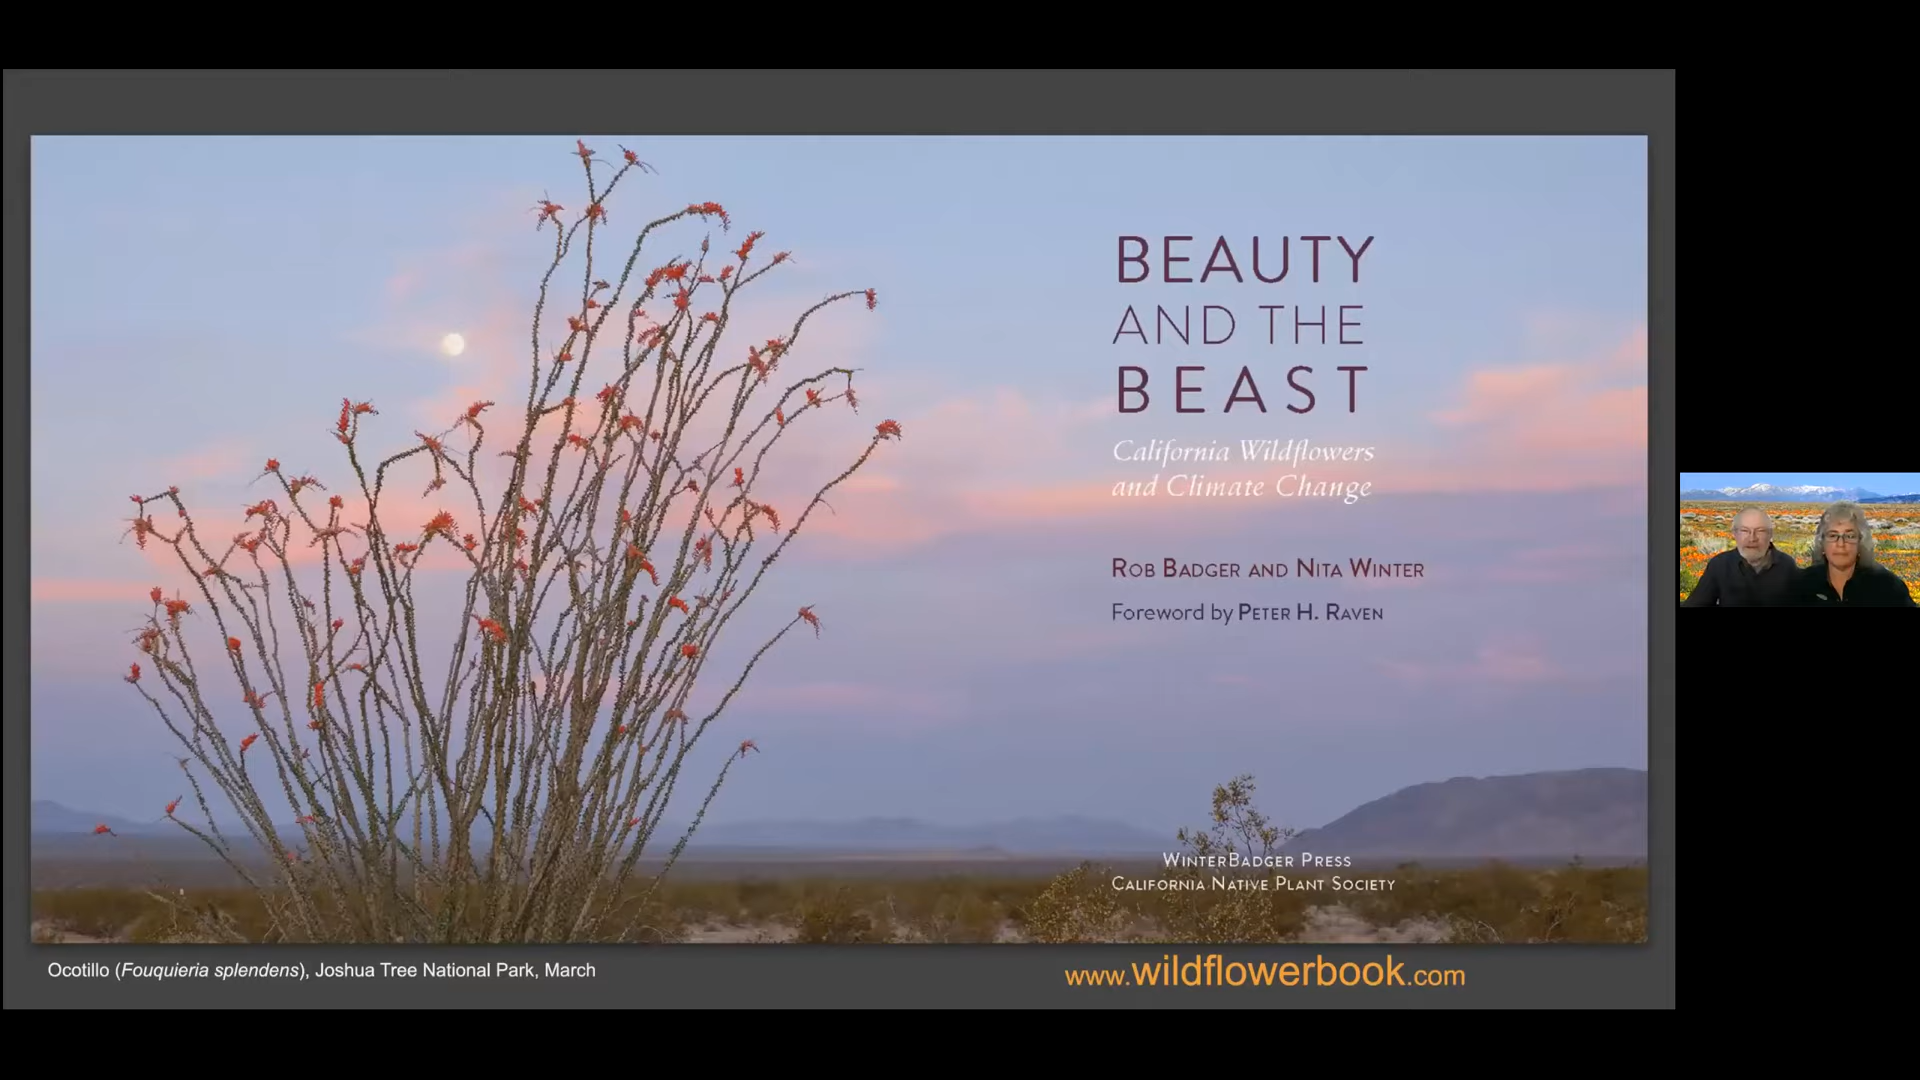 BEAUTY
AND THE
BEAST
California Wildflowers
and Climate Change
ROB BADGER AND NITA WINTER
Foreword by PETER H. RAVEN
WINTERBADGER PRESS
CALIFORNIA NATIVE PLANT SOCIETY
Ocotillo (Fouquieria splendens), Joshua Tree National Park, March
www.wildflowerbook.com